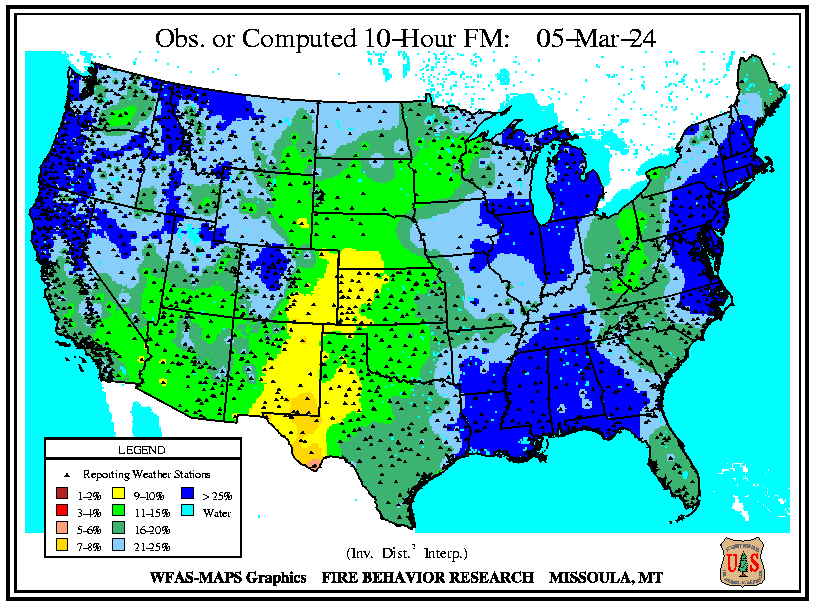 Obs. or Computed 10-Hour FM: 05-Mar-24
LEGEND
Reporting Weather Stations
1-2% 9-10% > 25%
3-4% 11-15% Water
5-6% 16-20%
7-8% 21-25%
(Inv. Dist.² Interp.)
WFAS-MAPS Graphics FIRE BEHAVIOR RESEARCH MISSOULA, MT
U S